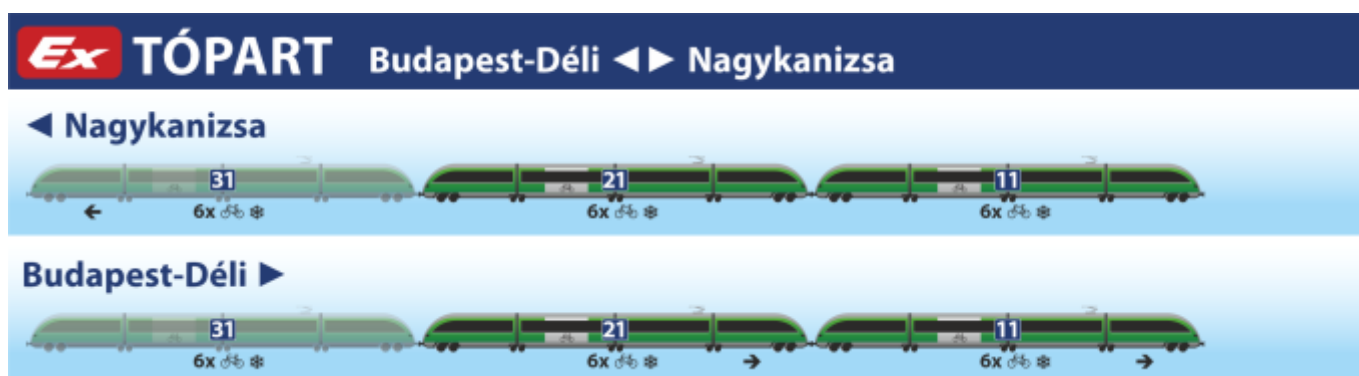 Ex TÓPART Budapest-Déli ◄► Nagykanizsa
◄ Nagykanizsa
31 21 11
← 6x 6x 6x
Budapest-Déli ►
31 21 11
6x 6x → 6x →